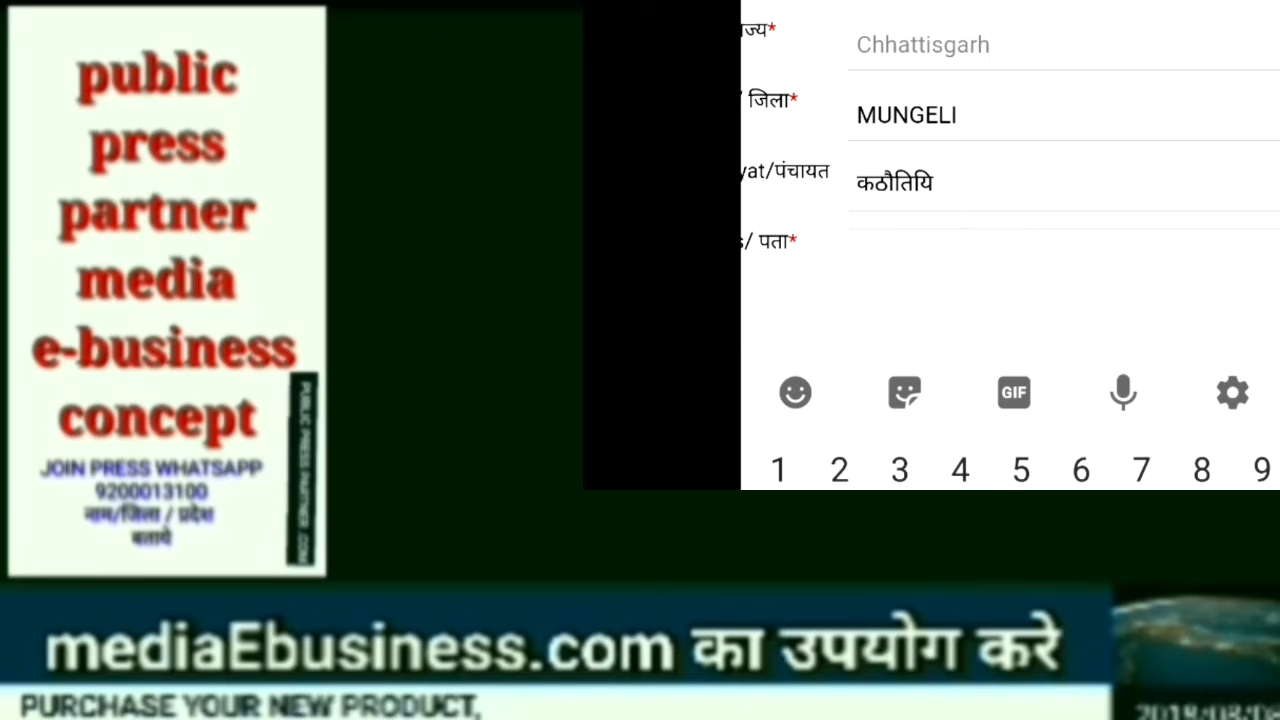 public
press
partner
media
e-business
concept
JOIN PRESS WHATSAPP
9200013100
नाम/जिला / प्रदेश
बताये
PUBLIC PRESS PARTNER .COM
ज्य*
Chhattisgarh
/ जिला*
MUNGELI
yat/पंचायत
कठौतियि
s/ पता*
GIF
1 2 3 4 5 6 7 8 9
mediaEbusiness.com का उपयोग करे
PURCHASE YOUR NEW PRODUCT,